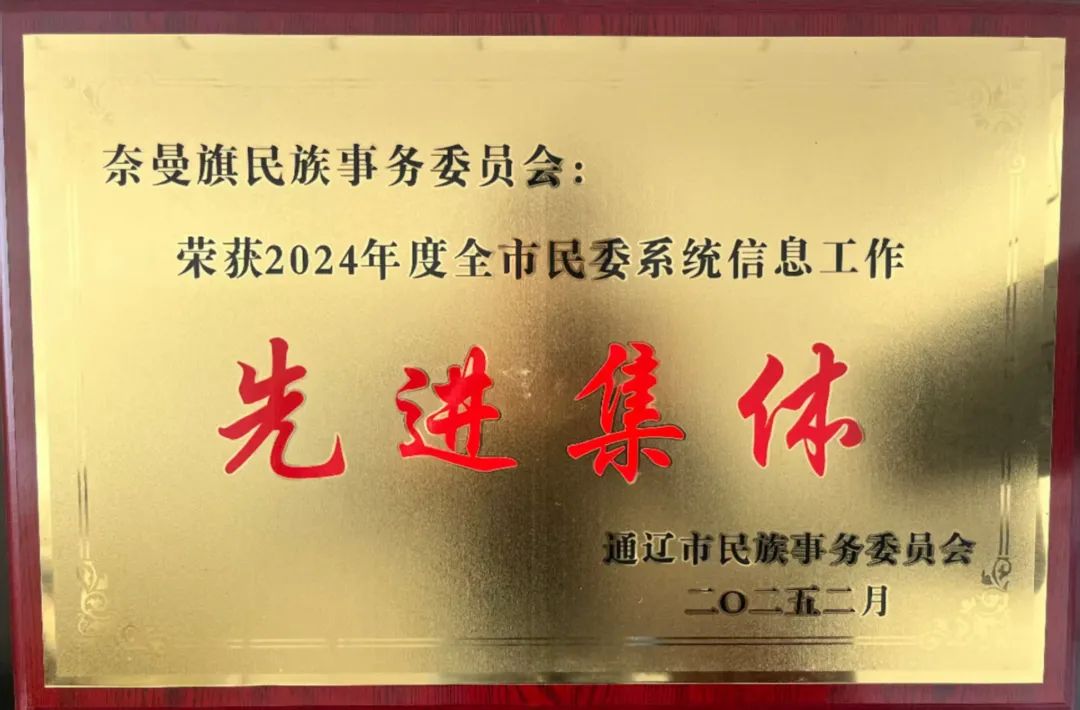 奈曼旗民族事务委员会：
荣获2024年度全市民委系统信息工作
先进集体
通辽市民族事务委员会
二〇二五二月